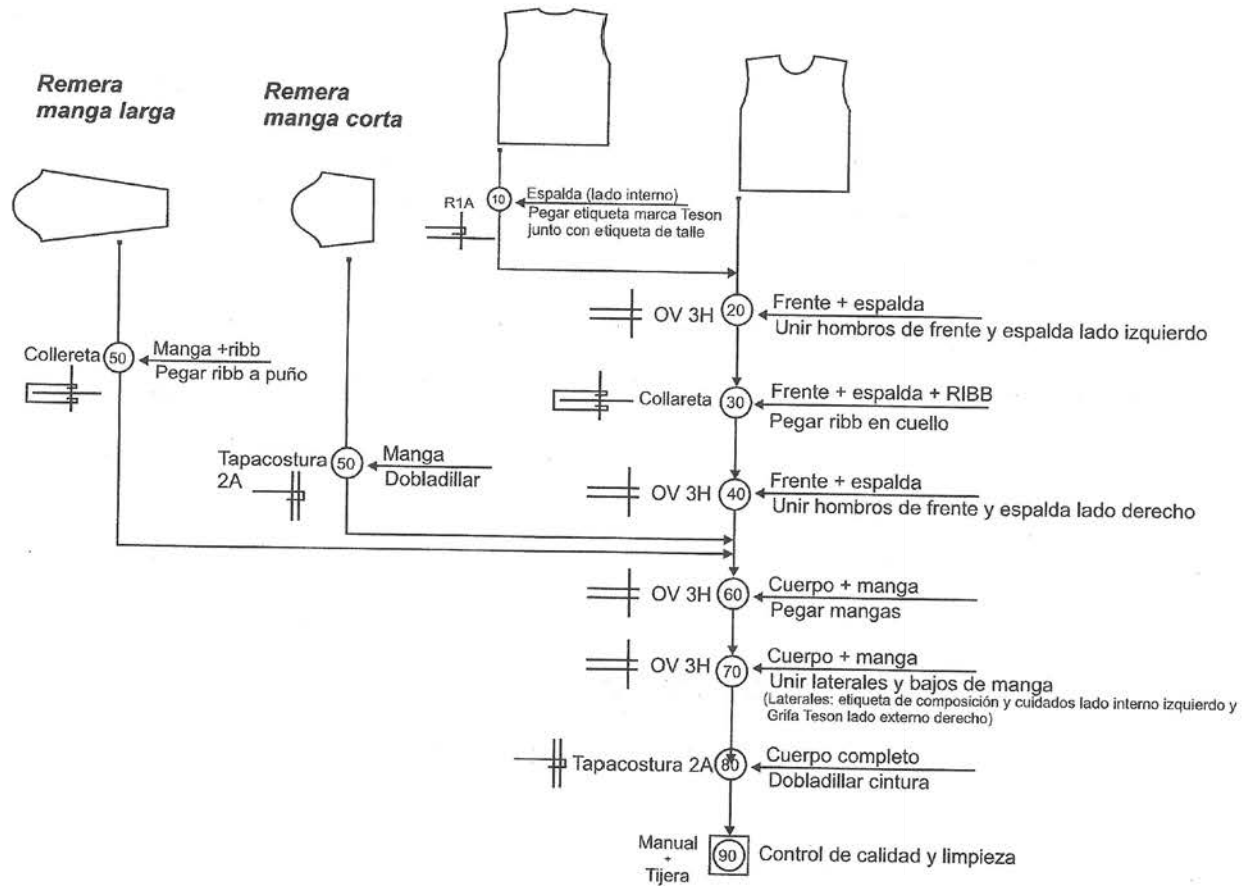 Remera
manga larga
Remera
manga corta
R1A
10
Espalda (lado interno)
Pegar etiqueta marca Teson
junto con etiqueta de talle
OV 3H
20
Frente + espalda
Unir hombros de frente y espalda lado izquierdo
Collereta
50
Manga +ribb
Pegar ribb a puño
Collareta
30
Frente + espalda + RIBB
Pegar ribb en cuello
Tapacostura
2A
50
Manga
Dobladillar
OV 3H
40
Frente + espalda
Unir hombros de frente y espalda lado derecho
OV 3H
60
Cuerpo + manga
Pegar mangas
OV 3H
70
Cuerpo + manga
Unir laterales y bajos de manga
(Laterales: etiqueta de composición y cuidados lado interno izquierdo y
Grifa Teson lado externo derecho)
Tapacostura 2A
80
Cuerpo completo
Dobladillar cintura
Manual
+
Tijera
90
Control de calidad y limpieza